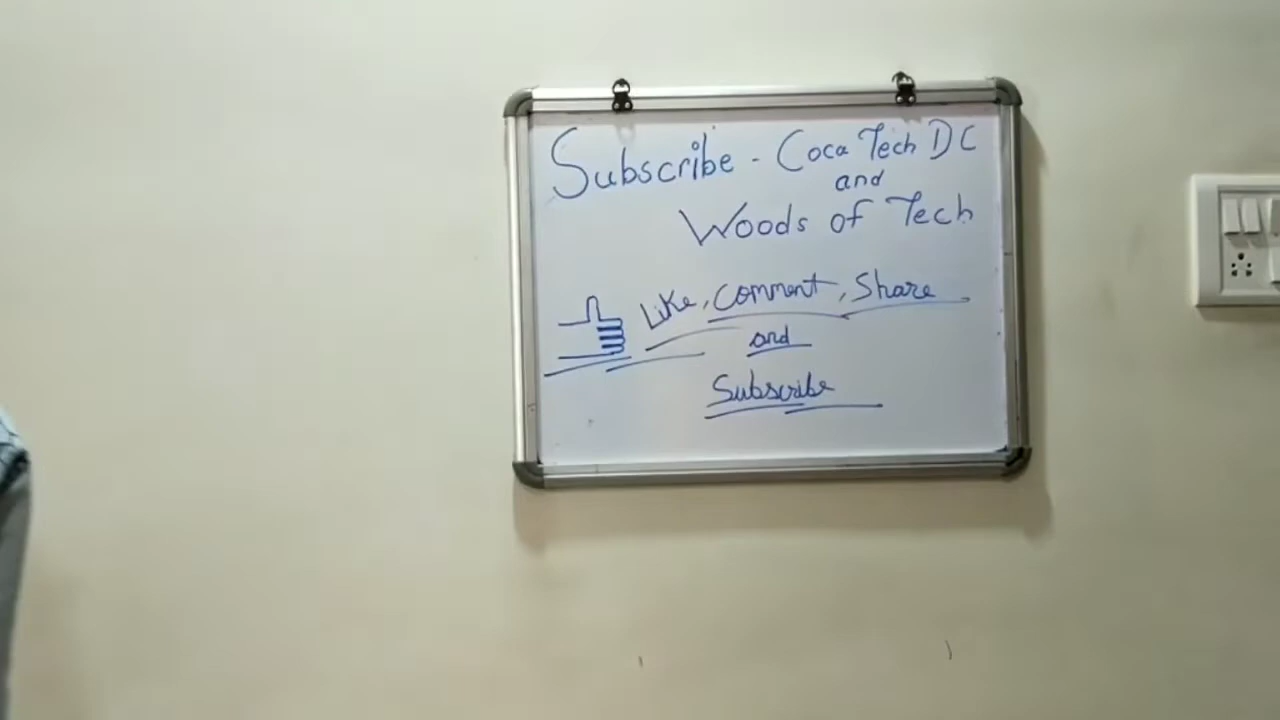 Subscribe - Coca Tech DC
and
Woods of Tech
Like, Comment, Share
and
Subscribe